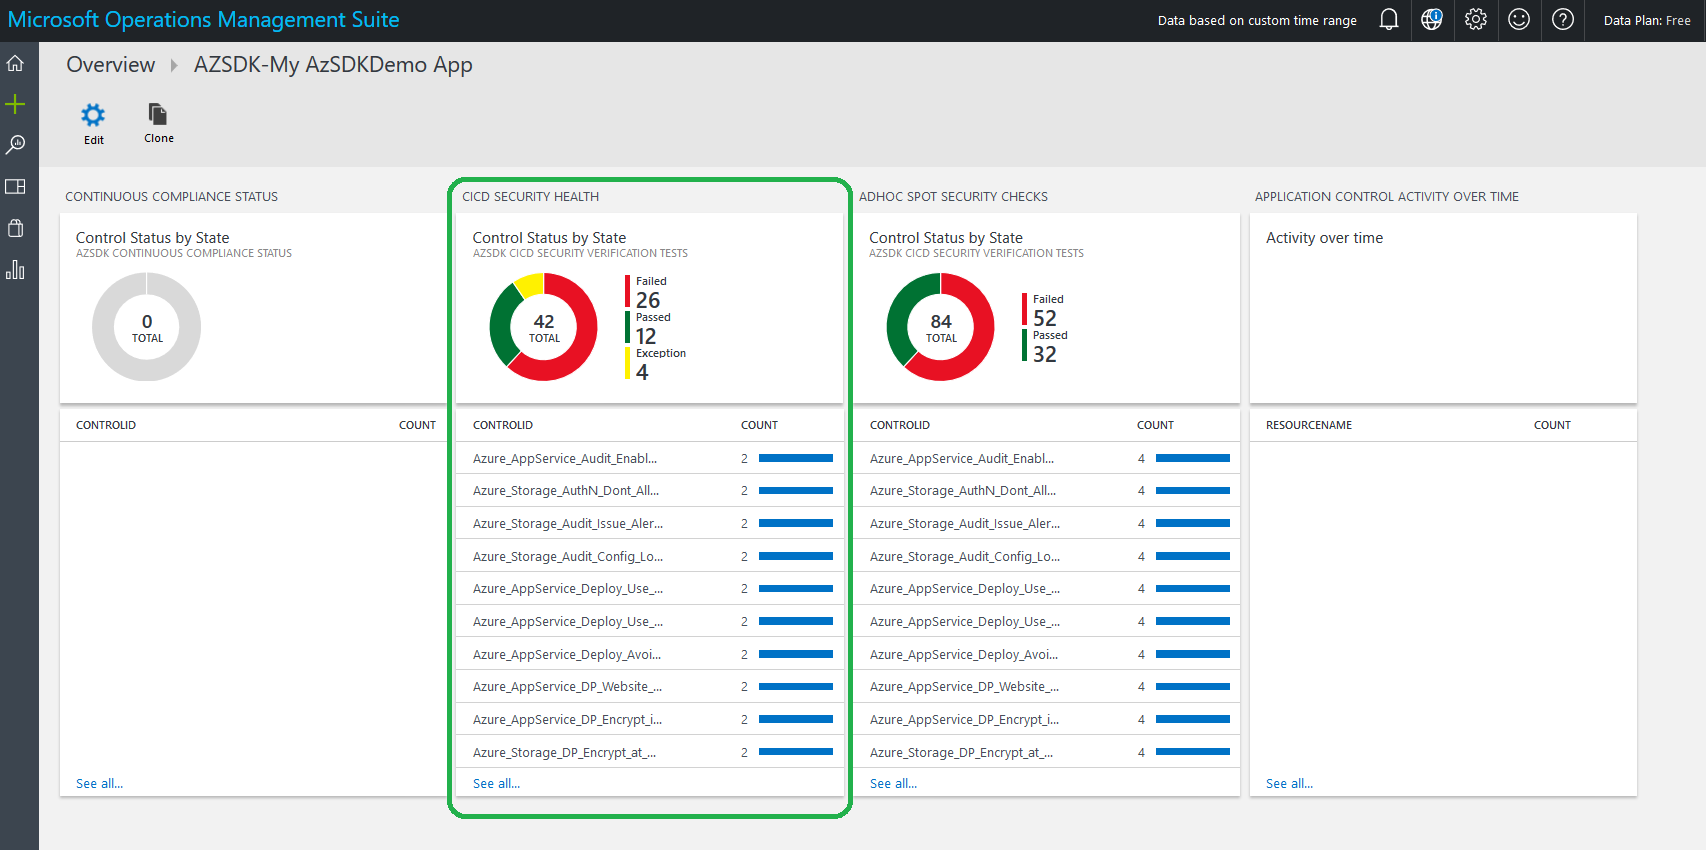 Microsoft Operations Management Suite
Data based on custom time range
Data Plan: Free
Overview
AZSDK-My AzSDKDemo App
Edit
Clone
CONTINUOUS COMPLIANCE STATUS
Control Status by State
AZSDK CONTINUOUS COMPLIANCE STATUS
0
TOTAL
CONTROLID COUNT
See all...
CICD SECURITY HEALTH
Control Status by State
AZSDK CICD SECURITY VERIFICATION TESTS
42
TOTAL
Failed
26
Passed
12
Exception
4
CONTROLID COUNT
Azure_AppService_Audit_Enabl... 2
Azure_Storage_AuthN_Dont_All... 2
Azure_Storage_Audit_Issue_Aler... 2
Azure_Storage_Audit_Config_Lo... 2
Azure_AppService_Deploy_Use_... 2
Azure_AppService_Deploy_Use_... 2
Azure_AppService_Deploy_Avoi... 2
Azure_AppService_DP_Website_... 2
Azure_AppService_DP_Encrypt_i... 2
Azure_Storage_DP_Encrypt_at_... 2
See all...
ADHOC SPOT SECURITY CHECKS
Control Status by State
AZSDK CICD SECURITY VERIFICATION TESTS
84
TOTAL
Failed
52
Passed
32
CONTROLID COUNT
Azure_AppService_Audit_Enabl... 4
Azure_Storage_AuthN_Dont_All... 4
Azure_Storage_Audit_Issue_Aler... 4
Azure_Storage_Audit_Config_Lo... 4
Azure_AppService_Deploy_Use_... 4
Azure_AppService_Deploy_Use_... 4
Azure_AppService_Deploy_Avoi... 4
Azure_AppService_DP_Website_... 4
Azure_AppService_DP_Encrypt_i... 4
Azure_Storage_DP_Encrypt_at_... 4
See all...
APPLICATION CONTROL ACTIVITY OVER TIME
Activity over time
RESOURCENAME COUNT
See all...